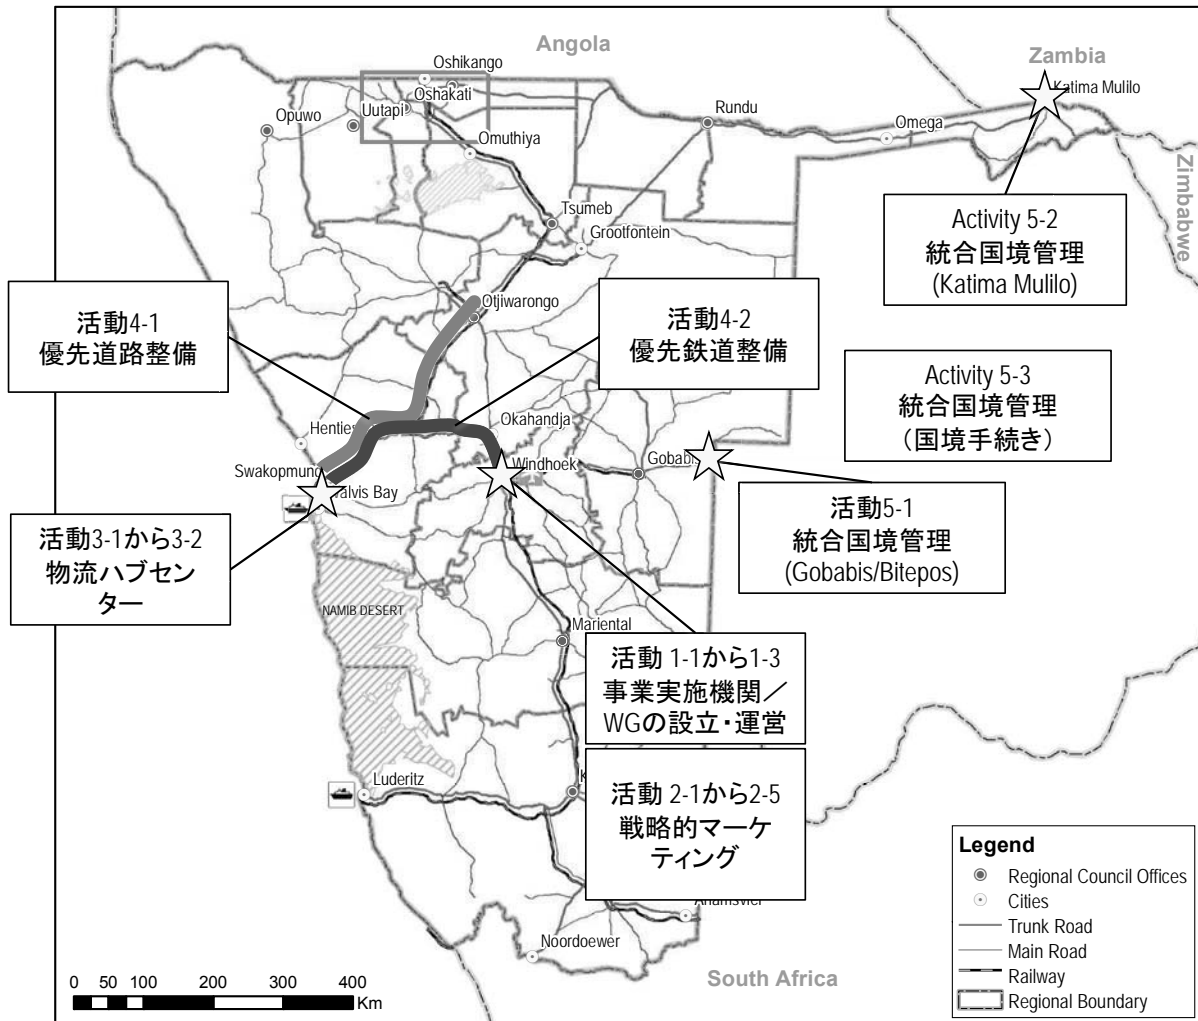 Angola
Zambia
Oshikango
Katima Mulilo
Oshakati
Uutapi
Opuwo
Rundu
Omega
Omuthiya
Zimbabwe
Activity 5-2
統合国境管理
(Katima Mulilo)
Tsumeb
Grootfontein
活動4-1
優先道路整備
Otjiwarongo
活動4-2
優先鉄道整備
Activity 5-3
統合国境管理
（国境手続き）
Henties
Okahandja
Swakopmund
Windhoek
Gobabis
Walvis Bay
活動3-1から3-2
物流ハブセン
ター
活動5-1
統合国境管理
(Gobabis/Bitepos)
NAMIB DESERT
Mariental
活動 1-1から1-3
事業実施機関／
WGの設立・運営
Luderitz
K
活動 2-1から2-5
戦略的マーケ
ティング
Noordoewer
South Africa
Legend
Regional Council Offices
Cities
Trunk Road
Main Road
Railway
Regional Boundary
0 50 100 200 300 400
Km